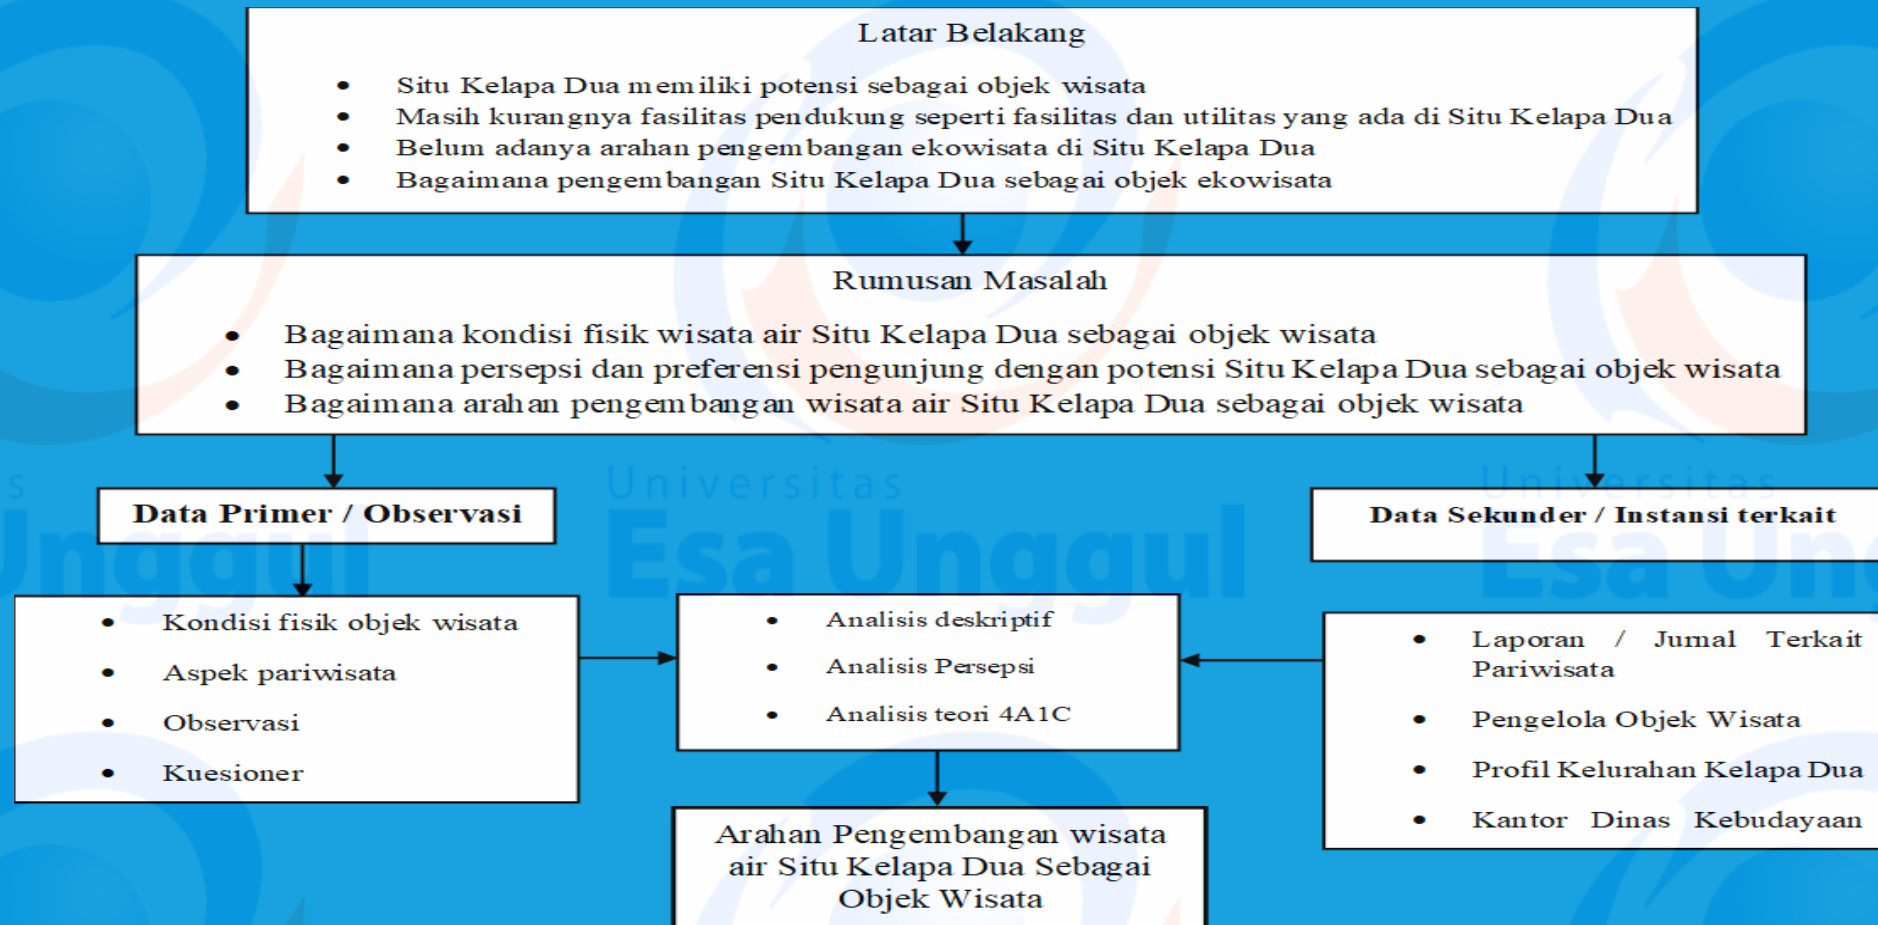 Latar Belakang
• Situ Kelapa Dua memiliki potensi sebagai objek wisata
• Masih kurangnya fasilitas pendukung seperti fasilitas dan utilitas yang ada di Situ Kelapa Dua
• Belum adanya arahan pengembangan ekowisata di Situ Kelapa Dua
• Bagaimana pengembangan Situ Kelapa Dua sebagai objek ekowisata
Rumusan Masalah
• Bagaimana kondisi fisik wisata air Situ Kelapa Dua sebagai objek wisata
• Bagaimana persepsi dan preferensi pengunjung dengan potensi Situ Kelapa Dua sebagai objek wisata
• Bagaimana arahan pengembangan wisata air Situ Kelapa Dua sebagai objek wisata
s
Unggul
Universitas
Esa Unggul
Universitas
Esa Ung
Data Primer / Observasi
Data Sekunder / Instansi terkait
• Kondisi fisik objek wisata
• Aspek pariwisata
• Observasi
• Kuesioner
• Analisis deskriptif
• Analisis Persepsi
• Analisis teori 4A1C
• Laporan / Jurnal Terkait
Pariwisata
• Pengelola Objek Wisata
• Profil Kelurahan Kelapa Dua
• Kantor Dinas Kebudayaan
Arahan Pengembangan wisata
air Situ Kelapa Dua Sebagai
Objek Wisata